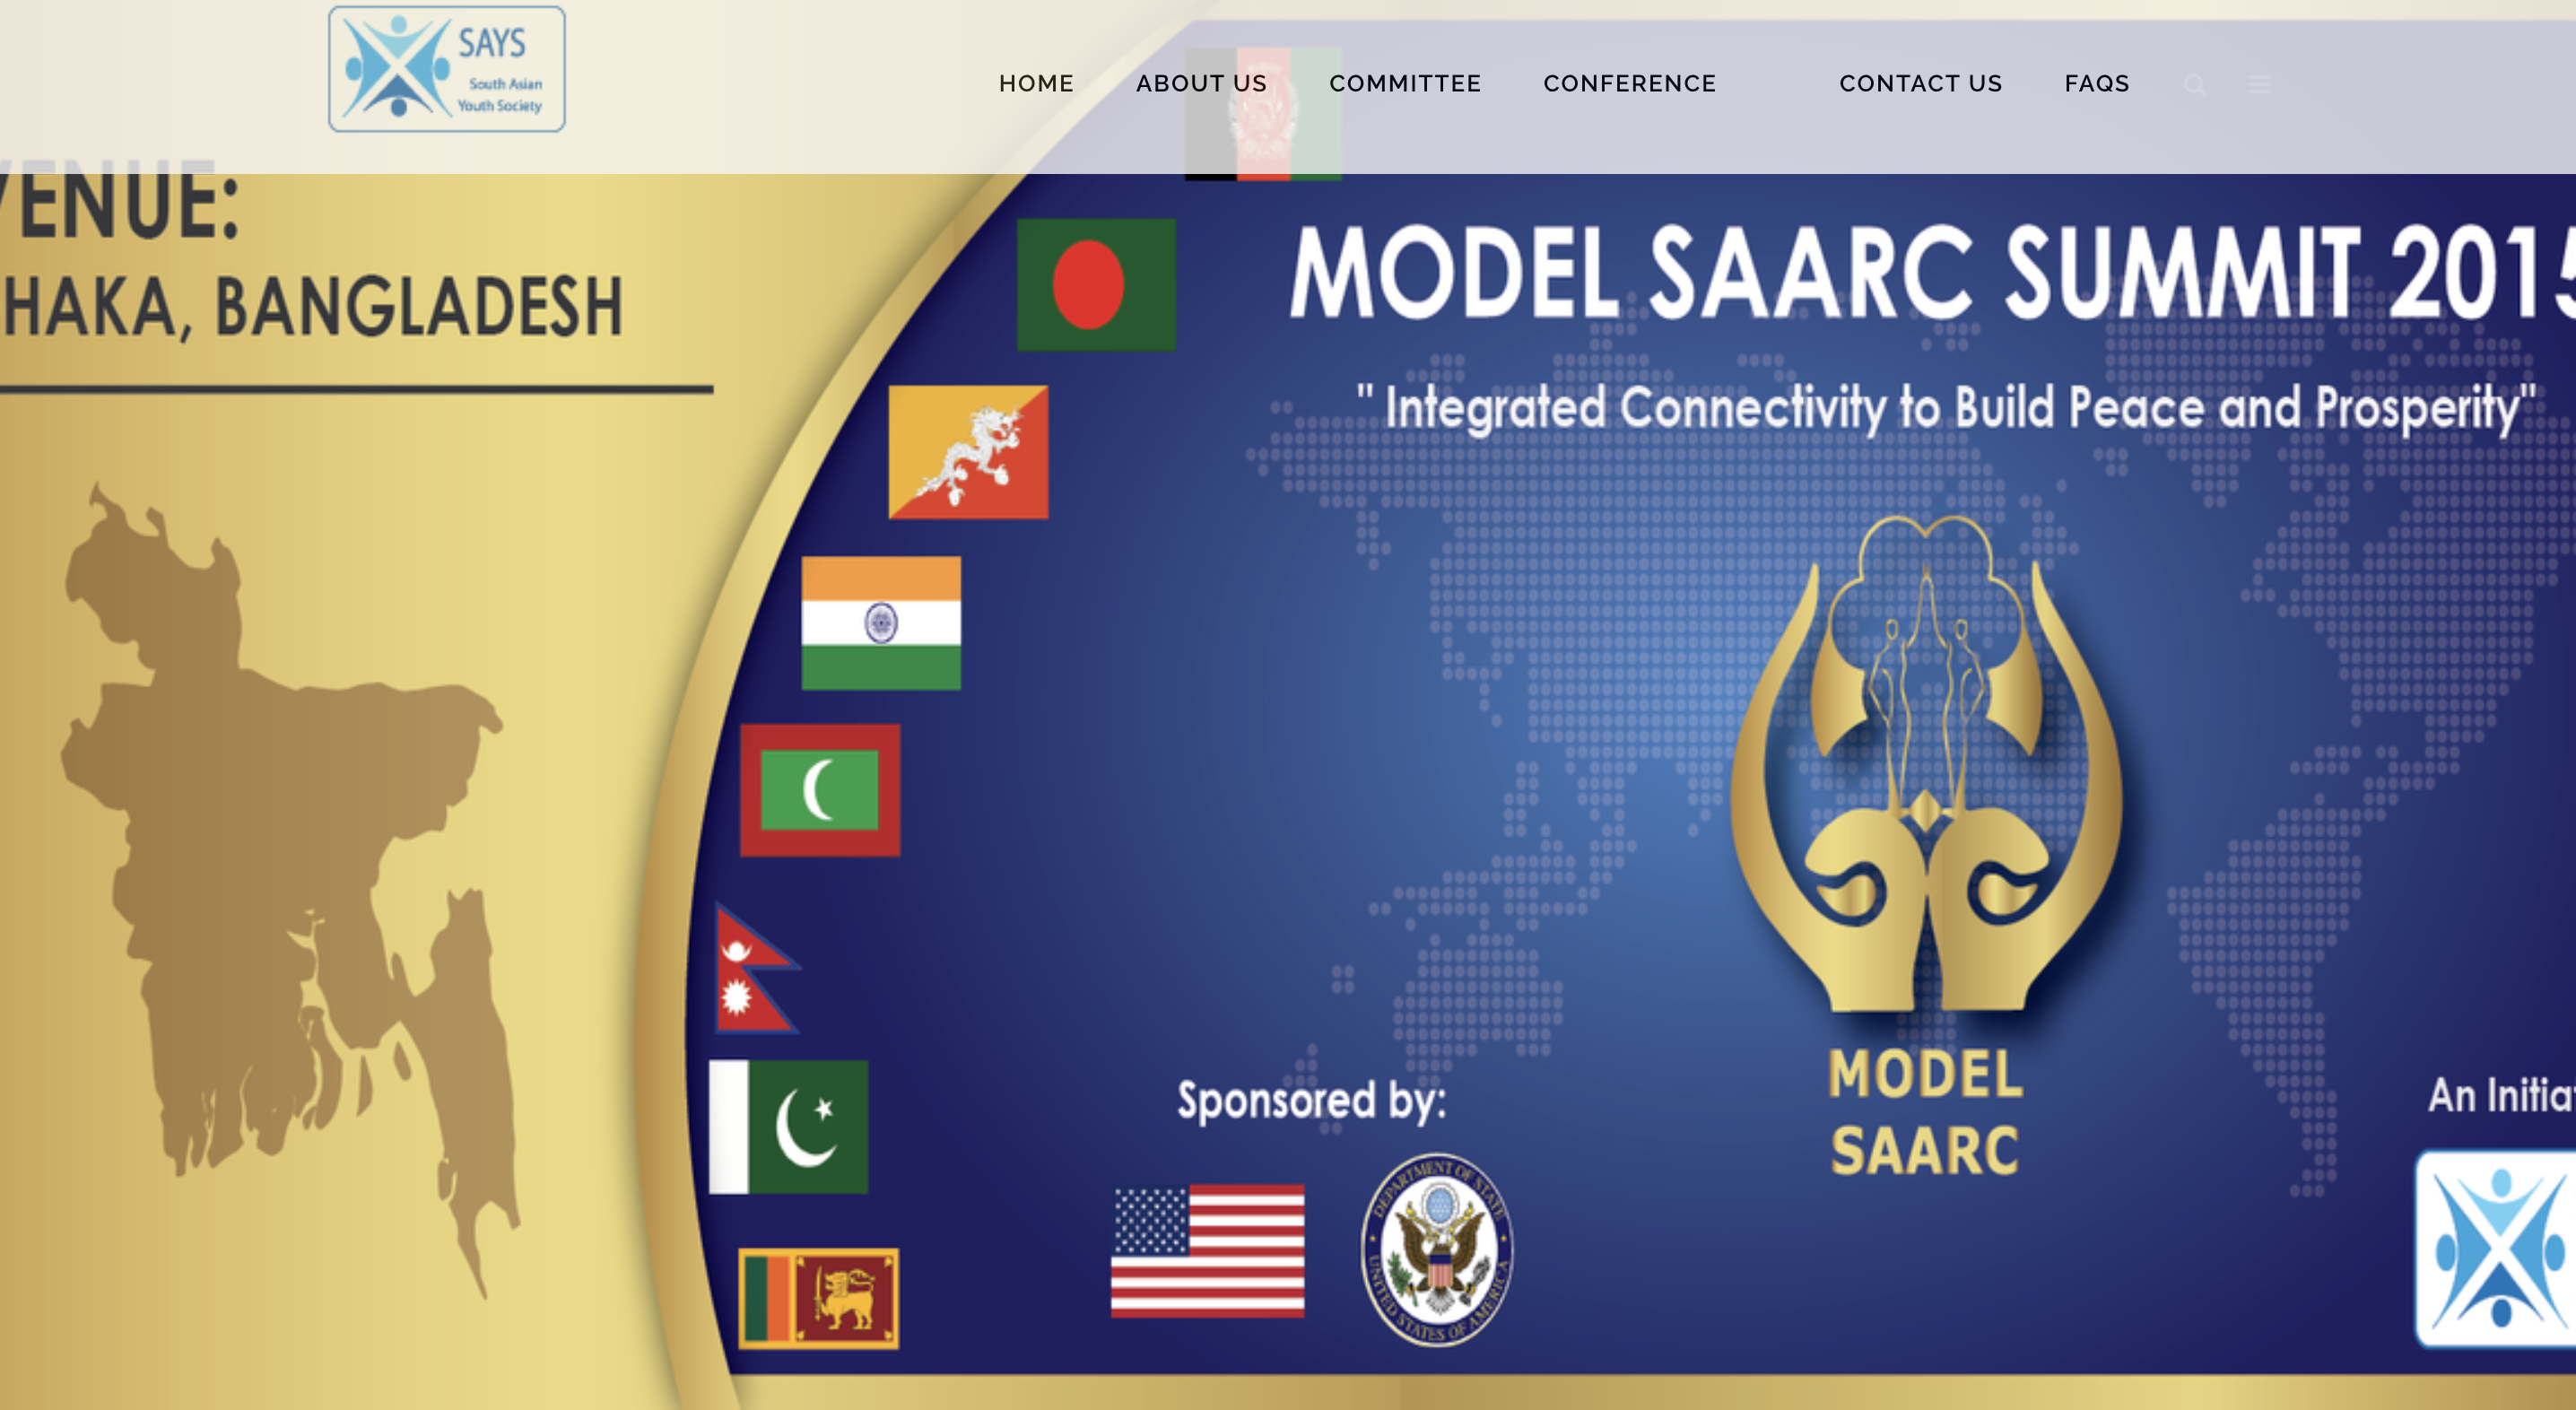 SAYS
South Asian
Youth Society
HOME ABOUT US COMMITTEE CONFERENCE CONTACT US FAQS
VENUE:
HAKA, BANGLADESH
MODEL SAARC SUMMIT 2015
" Integrated Connectivity to Build Peace and Prosperity"
MODEL
SAARC
Sponsored by:
DEPARTMENT OF STATE
UNITED STATES OF AMERICA
An Initia